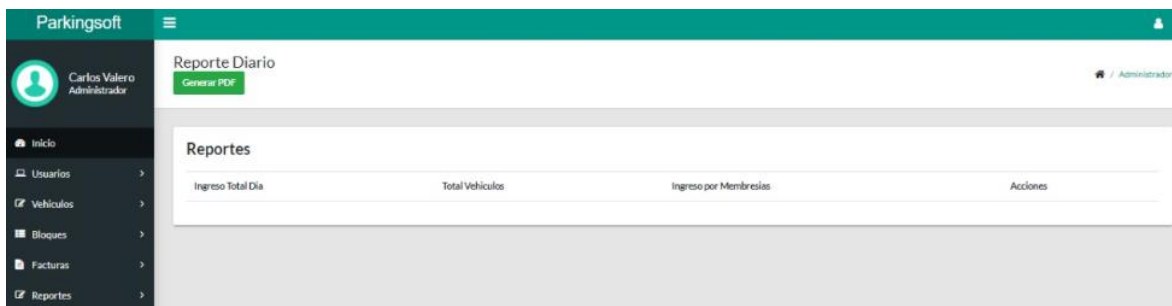 Parkingsoft
Carlos Valero
Administrador
Inicio
Usuarios
Vehiculos
Bloques
Facturas
Reportes
Reporte Diario
Generar PDF
/ Administrador
Reportes
Ingreso Total Dia Total Vehiculos Ingreso por Membresias Acciones